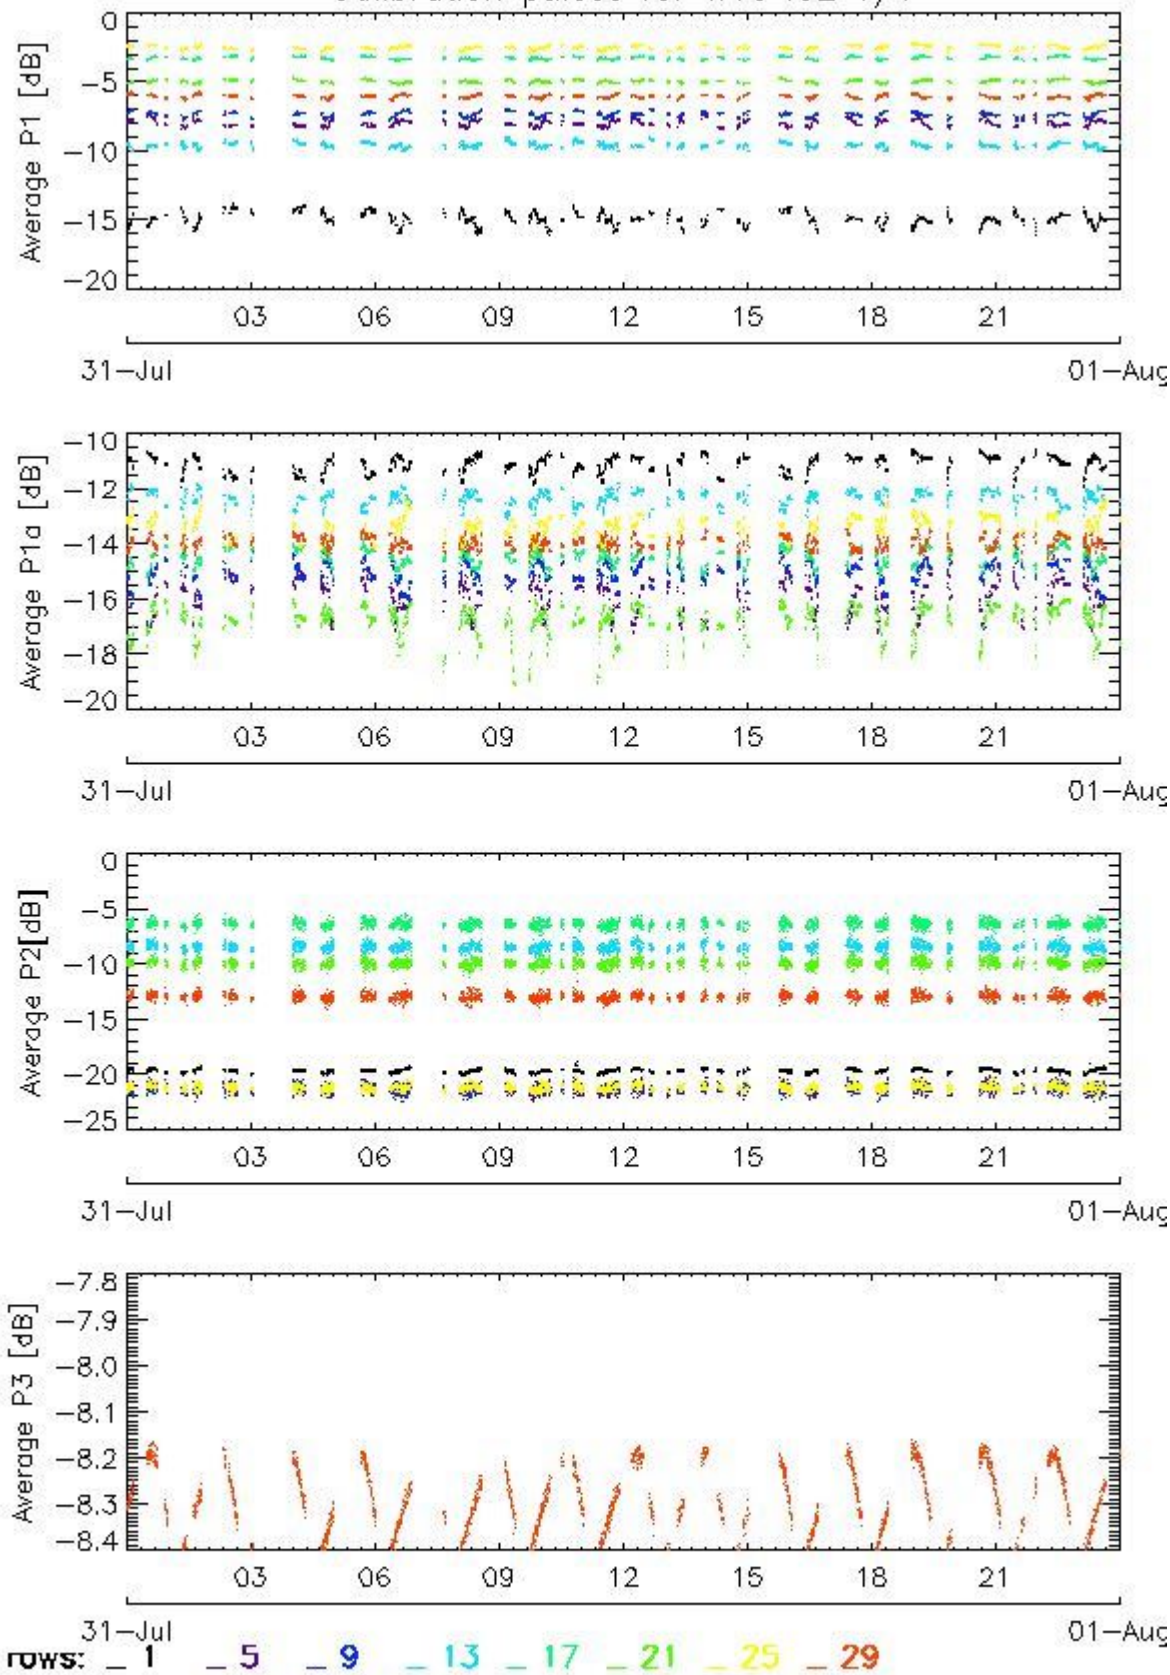 0
−5
−10
−15
−20
Average P1 [dB]
03 06 09 12 15 18 21
31−Jul 01−Aug
−10
−12
−14
−16
−18
−20
Average P1a [dB]
03 06 09 12 15 18 21
31−Jul 01−Aug
0
−5
−10
−15
−20
−25
Average P2[dB]
03 06 09 12 15 18 21
31−Jul 01−Aug
−7.8
−7.9
−8.0
−8.1
−8.2
−8.3
−8.4
Average P3 [dB]
03 06 09 12 15 18 21
31−Jul 01−Aug
rows: _ 1 _ 5 _ 9 _ 13 _ 17 _ 21 _ 25 _ 29